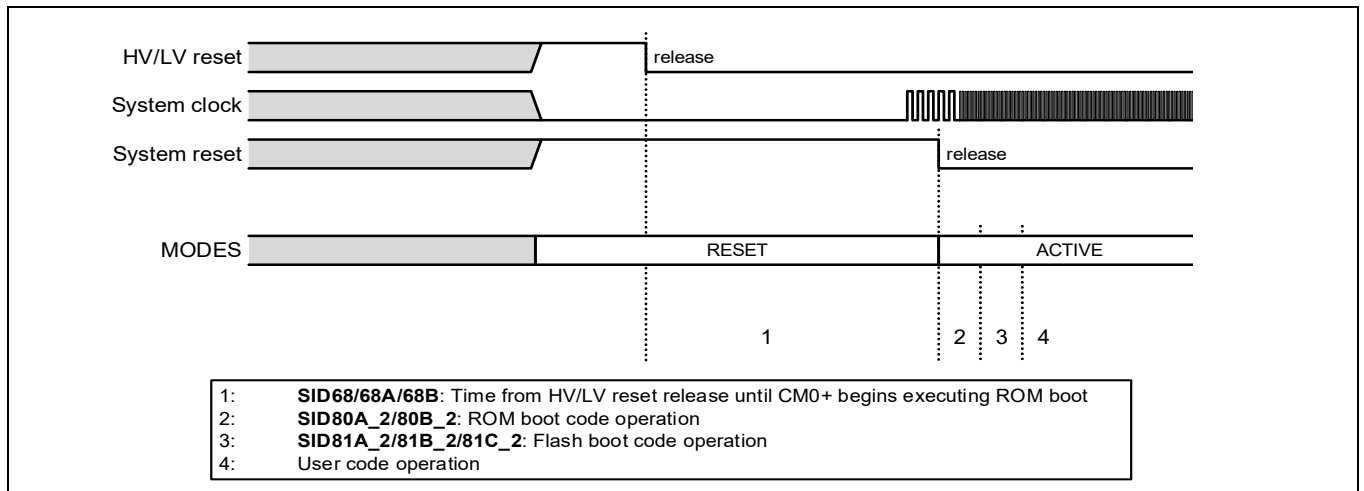 HV/LV reset
release
System clock
System reset
release
MODES
RESET
ACTIVE
1
2
3
4
1: SID68/68A/68B: Time from HV/LV reset release until CM0+ begins executing ROM boot
2: SID80A_2/80B_2: ROM boot code operation
3: SID81A_2/81B_2/81C_2: Flash boot code operation
4: User code operation